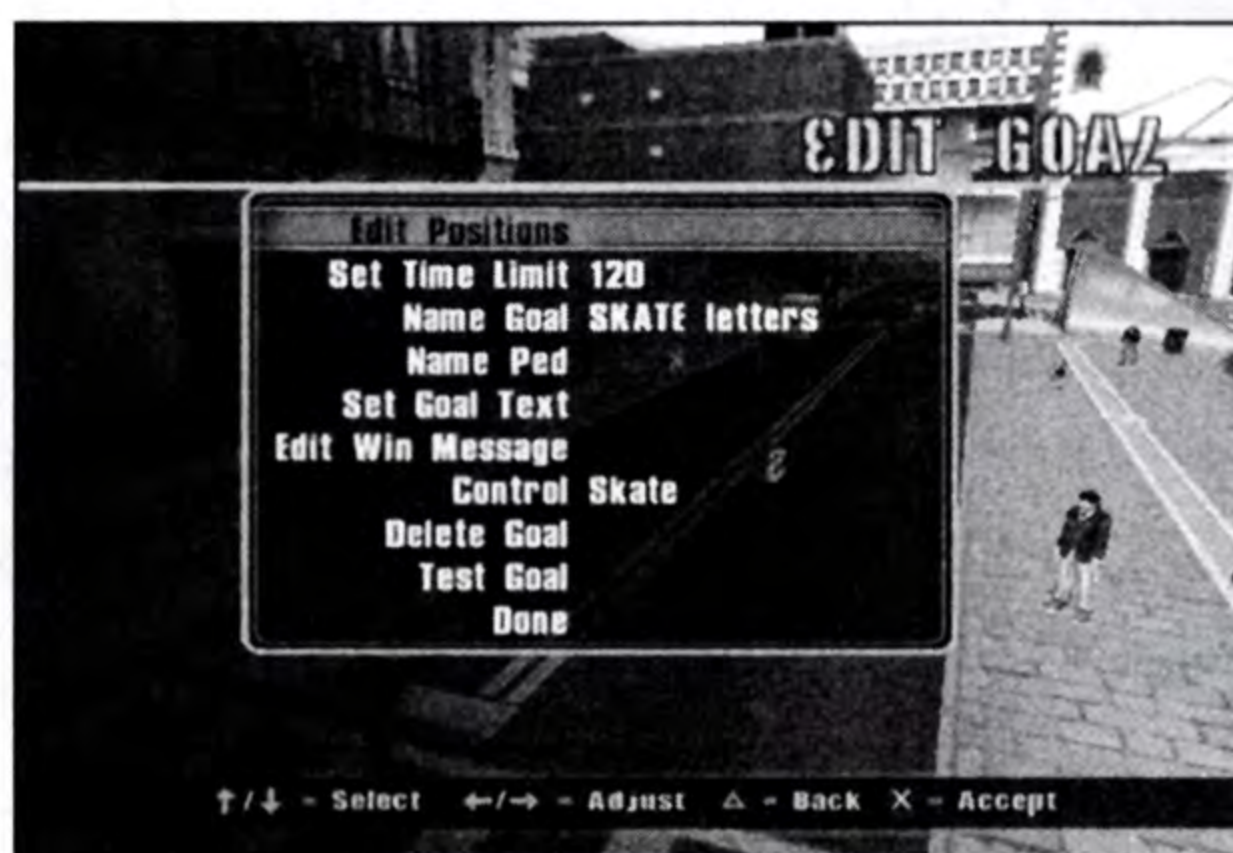 EDIT GOAL
Edit Positions
Set Time Limit 120
Name Goal SKATE letters
Name Ped
Set Goal Text
Edit Win Message
Control Skate
Delete Goal
Test Goal
Done
↑/↓ - Select ←/→ - Adjust △ - Back X - Accept